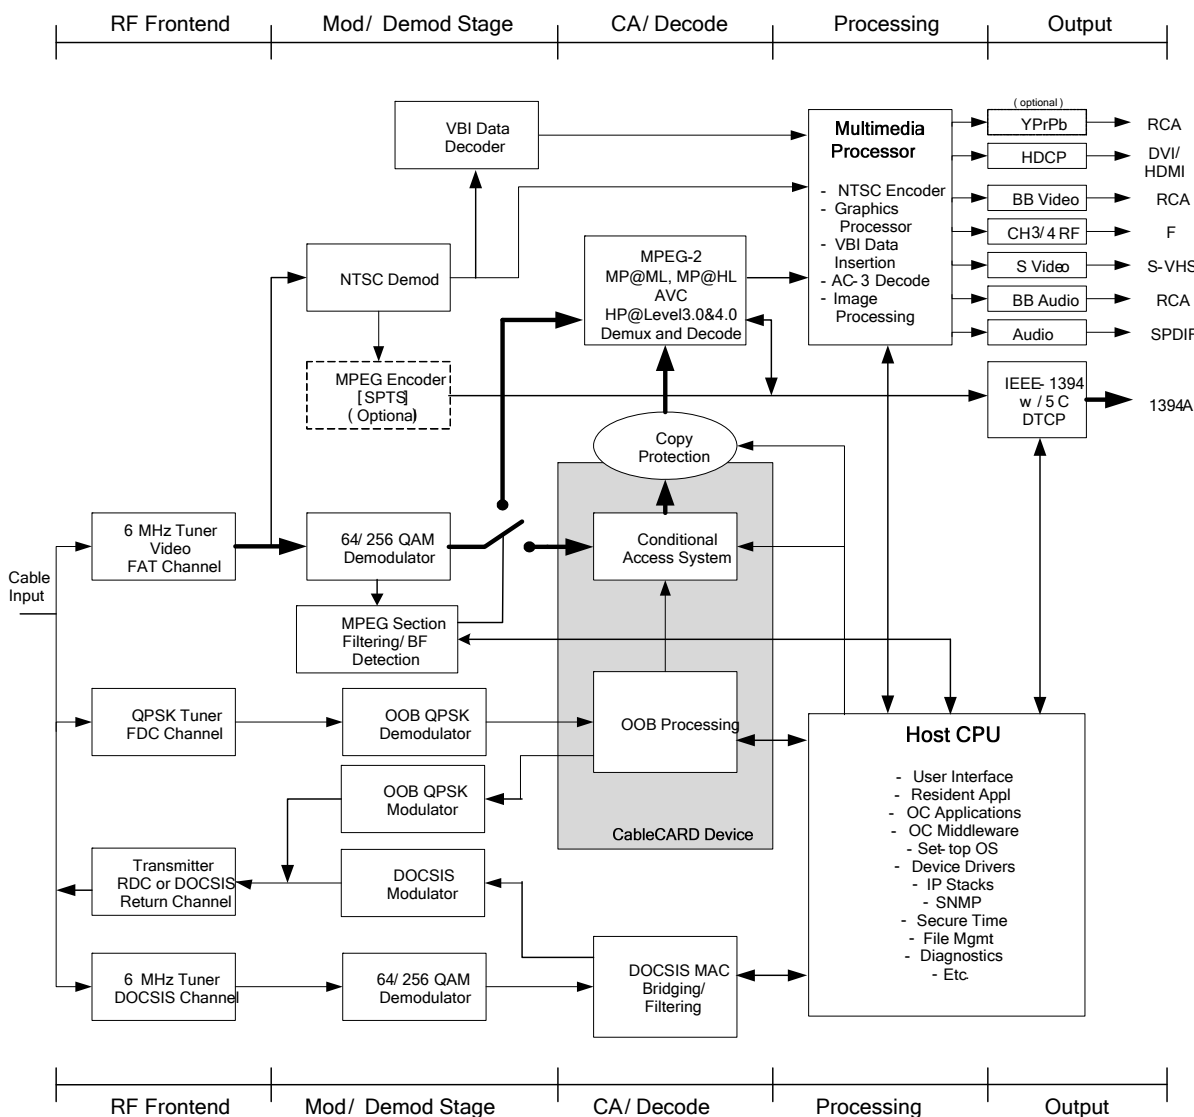 RF Frontend
Mod/ Demod Stage
CA/ Decode
Processing
Output
VBI Data
Decoder
NTSC Demod
MPEG Encoder
[SPTS]
(Optional)
MPEG-2
MP@ML, MP@HL
AVC
HP@Level3.0&4.0
Demux and Decode
Multimedia
Processor
- NTSC Encoder
- Graphics
Processor
- VBI Data
Insertion
- AC-3 Decode
- Image
Processing
(optional)
YPrPb
RCA
HDCP
DVI/
HDMI
BB Video
RCA
CH3/4 RF
F
S Video
S-VHS
BB Audio
RCA
Audio
SPDIF
IEEE-1394
w/5C
DTCP
1394A
Copy
Protection
Cable
Input
6 MHz Tuner
Video
FAT Channel
64/256 QAM
Demodulator
Conditional
Access System
MPEG Section
Filtering/BF
Detection
QPSK Tuner
FDC Channel
OOB QPSK
Demodulator
OOB Processing
OOB QPSK
Modulator
CableCARD Device
Transmitter
RDC or DOCSIS
Return Channel
DOCSIS
Modulator
6 MHz Tuner
DOCSIS Channel
64/256 QAM
Demodulator
DOCSIS MAC
Bridging/
Filtering
Host CPU
- User Interface
- Resident Appl
- OC Applications
- OC Middleware
- Set-top OS
- Device Drivers
- IP Stacks
- SNMP
- Secure Time
- File Mgmt
- Diagnostics
- Etc.
RF Frontend
Mod/ Demod Stage
CA/ Decode
Processing
Output